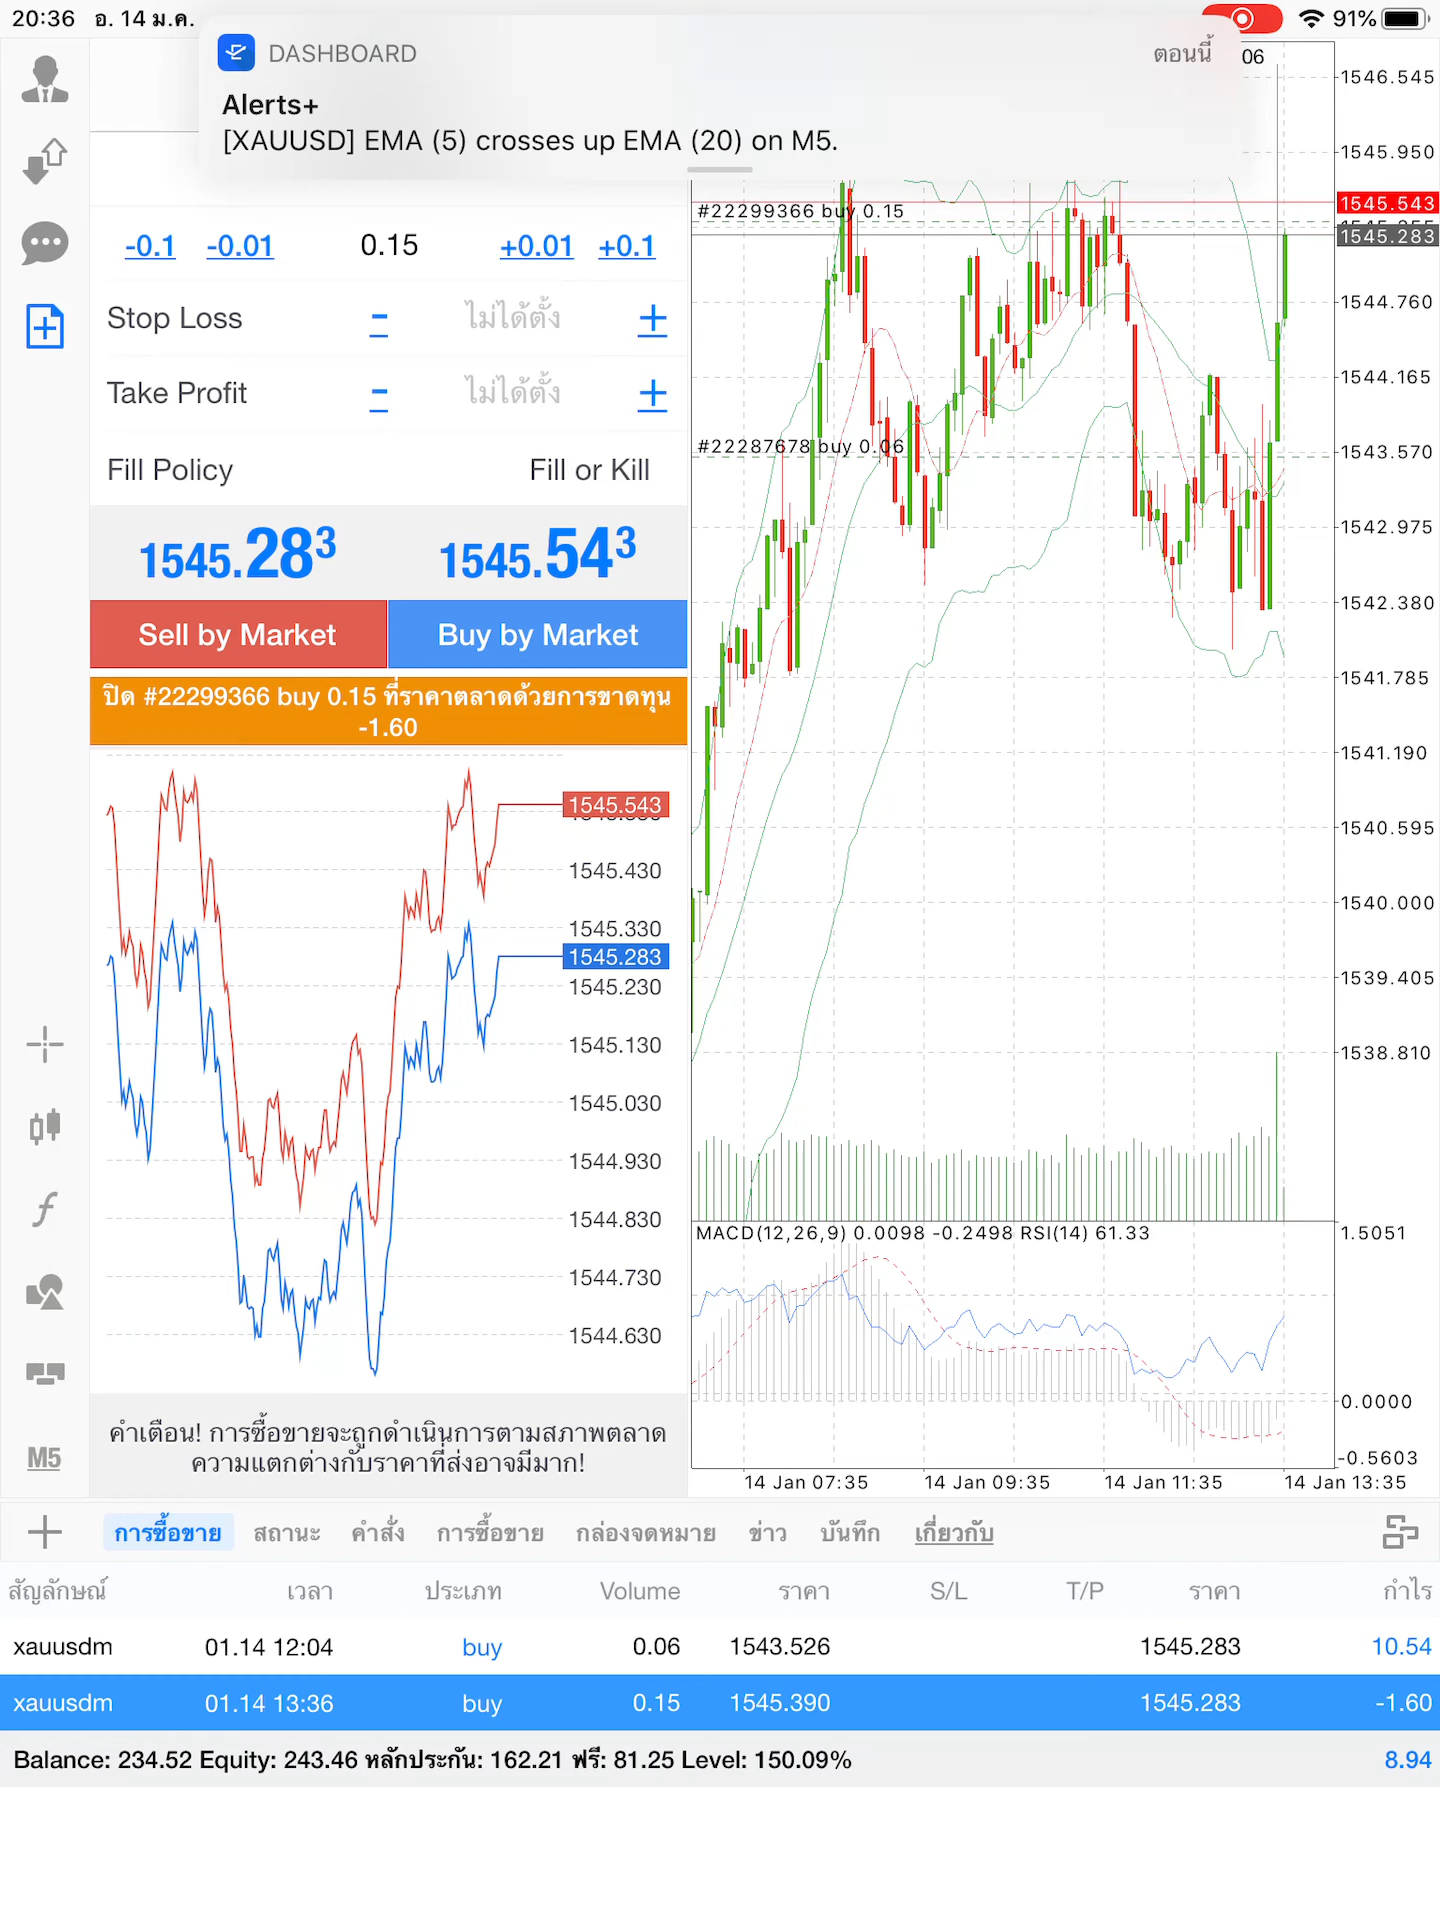 20:36 อ. 14 ม.ค.
91%
DASHBOARD
ตอนนี้
06
Alerts+
[XAUUSD] EMA (5) crosses up EMA (20) on M5.
-0.1 -0.01 0.15 +0.01 +0.1
Stop Loss - ไม่ได้ตั้ง +
Take Profit - ไม่ได้ตั้ง +
Fill Policy Fill or Kill
1545.283 1545.543
Sell by Market Buy by Market
ปิด #22299366 buy 0.15 ที่ราคาตลาดด้วยการขาดทุน
-1.60
1545.543
1545.430
1545.330
1545.283
1545.230
1545.130
1545.030
1544.930
1544.830
1544.730
1544.630
คำเตือน! การซื้อขายจะถูกดำเนินการตามสภาพตลาด
ความแตกต่างกับราคาที่ส่งอาจมีมาก!
M5
#22299366 buy 0.15
#22287678 buy 0.06
1546.545
1545.950
1545.543
1545.283
1544.760
1544.165
1543.570
1542.975
1542.380
1541.785
1541.190
1540.595
1540.000
1539.405
1538.810
MACD(12,26,9) 0.0098 -0.2498 RSI(14) 61.33
1.5051
0.0000
-0.5603
14 Jan 07:35 14 Jan 09:35 14 Jan 11:35 14 Jan 13:35
การซื้อขาย สถานะ คำสั่ง การซื้อขาย กล่องจดหมาย ข่าว บันทึก เกี่ยวกับ
สัญลักษณ์ เวลา ประเภท Volume ราคา S/L T/P ราคา กำไร
xauusdm 01.14 12:04 buy 0.06 1543.526 1545.283 10.54
xauusdm 01.14 13:36 buy 0.15 1545.390 1545.283 -1.60
Balance: 234.52 Equity: 243.46 หลักประกัน: 162.21 ฟรี: 81.25 Level: 150.09% 8.94